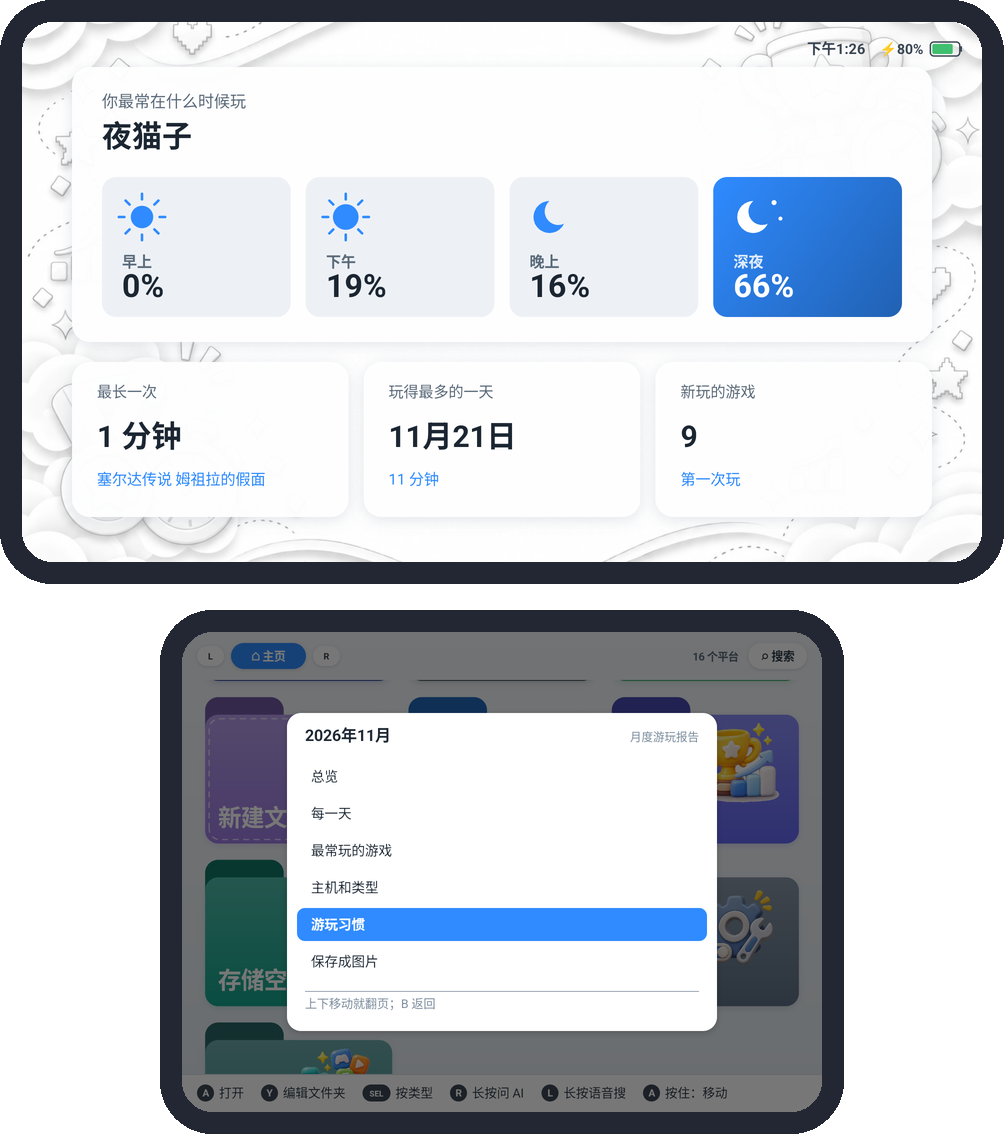 下午1:26 ⚡80%
你最常在什么时候玩
夜猫子
早上
0%
下午
19%
晚上
16%
深夜
66%
最长一次
1 分钟
塞尔达传说 姆祖拉的假面
玩得最多的一天
11月21日
11 分钟
新玩的游戏
9
第一次玩
L 主页 R
16 个平台 搜索
新建文
存储空
2026年11月 月度游玩报告
总览
每一天
最常玩的游戏
主机和类型
游玩习惯
保存成图片
上下移动就翻页；B 返回
A 打开 Y 编辑文件夹 SEL 按类型 R 长按问 AI L 长按语音搜 A 按住：移动